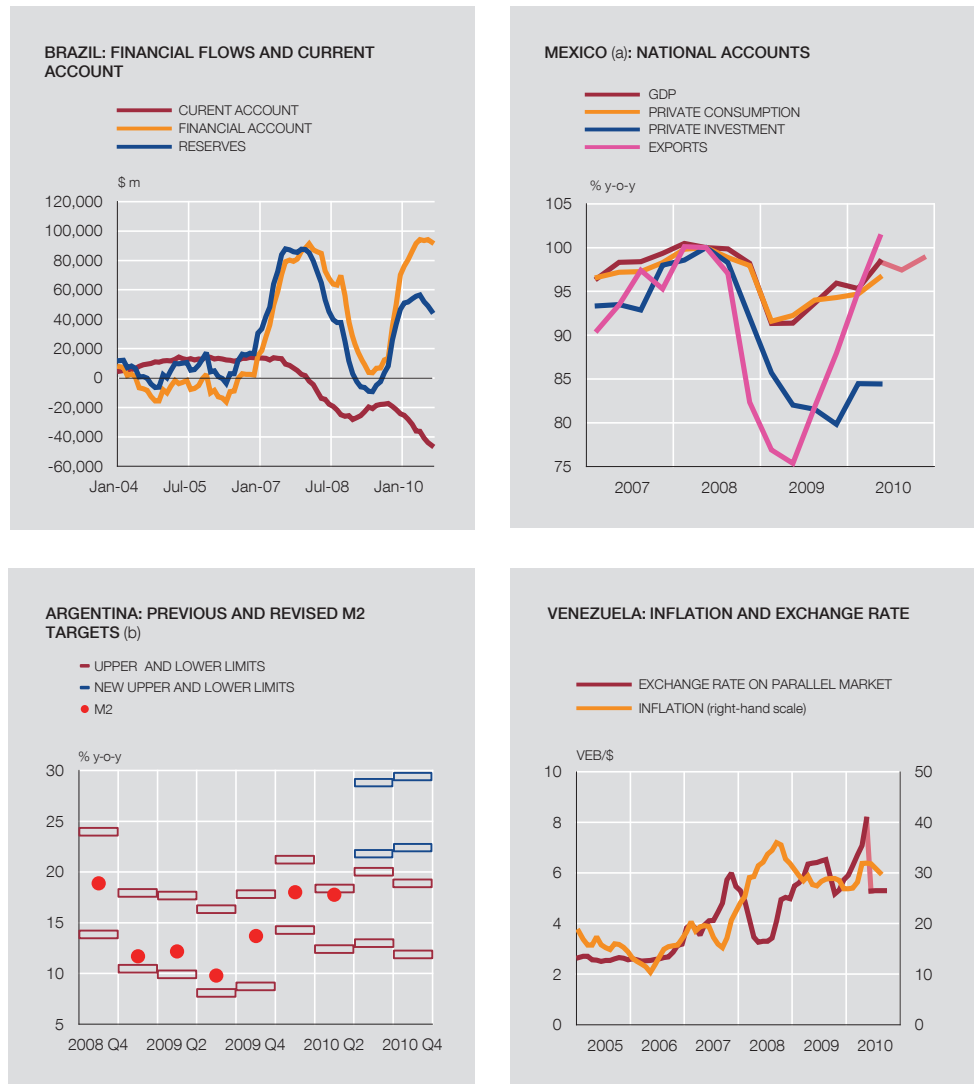 BRAZIL: FINANCIAL FLOWS AND CURRENT
ACCOUNT
CURENT ACCOUNT
FINANCIAL ACCOUNT
RESERVES
$ m
120,000
100,000
80,000
60,000
40,000
20,000
0
-20,000
-40,000
-60,000
Jan-04 Jul-05 Jan-07 Jul-08 Jan-10
MEXICO (a): NATIONAL ACCOUNTS
GDP
PRIVATE CONSUMPTION
PRIVATE INVESTMENT
EXPORTS
% y-o-y
105
100
95
90
85
80
75
2007 2008 2009 2010
ARGENTINA: PREVIOUS AND REVISED M2
TARGETS (b)
UPPER AND LOWER LIMITS
NEW UPPER AND LOWER LIMITS
M2
% y-o-y
30
25
20
15
10
5
2008 Q4 2009 Q2 2009 Q4 2010 Q2 2010 Q4
VENEZUELA: INFLATION AND EXCHANGE RATE
EXCHANGE RATE ON PARALLEL MARKET
INFLATION (right-hand scale)
VEB/$
10 50
8 40
6 30
4 20
2 10
0 0
2005 2006 2007 2008 2009 2010